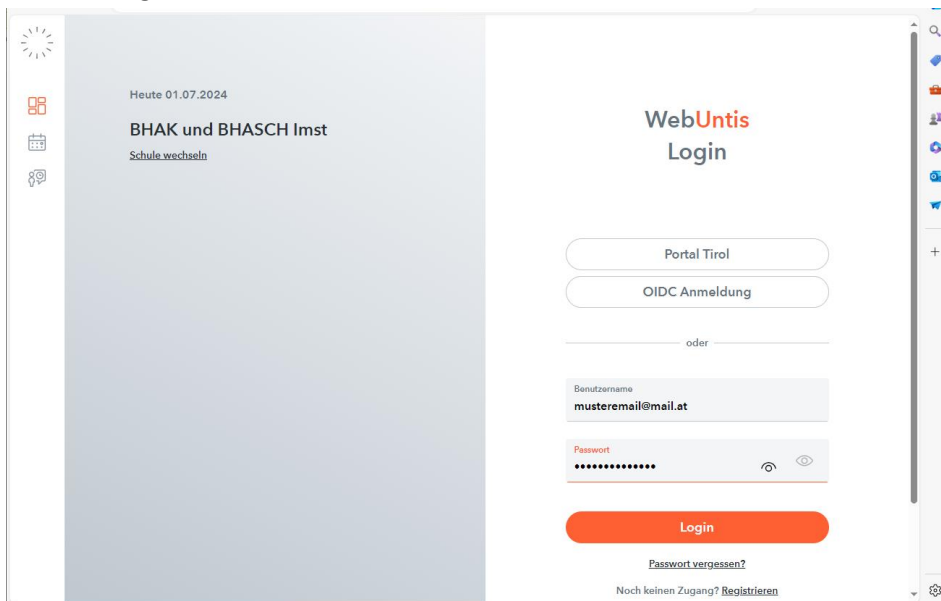 Heute 01.07.2024
BHAK und BHASCH Imst
Schule wechseln
WebUntis
Login
Portal Tirol
OIDC Anmeldung
oder
Benutzername
musteremail@mail.at
Passwort
••••••••••••••
Login
Passwort vergessen?
Noch keinen Zugang? Registrieren